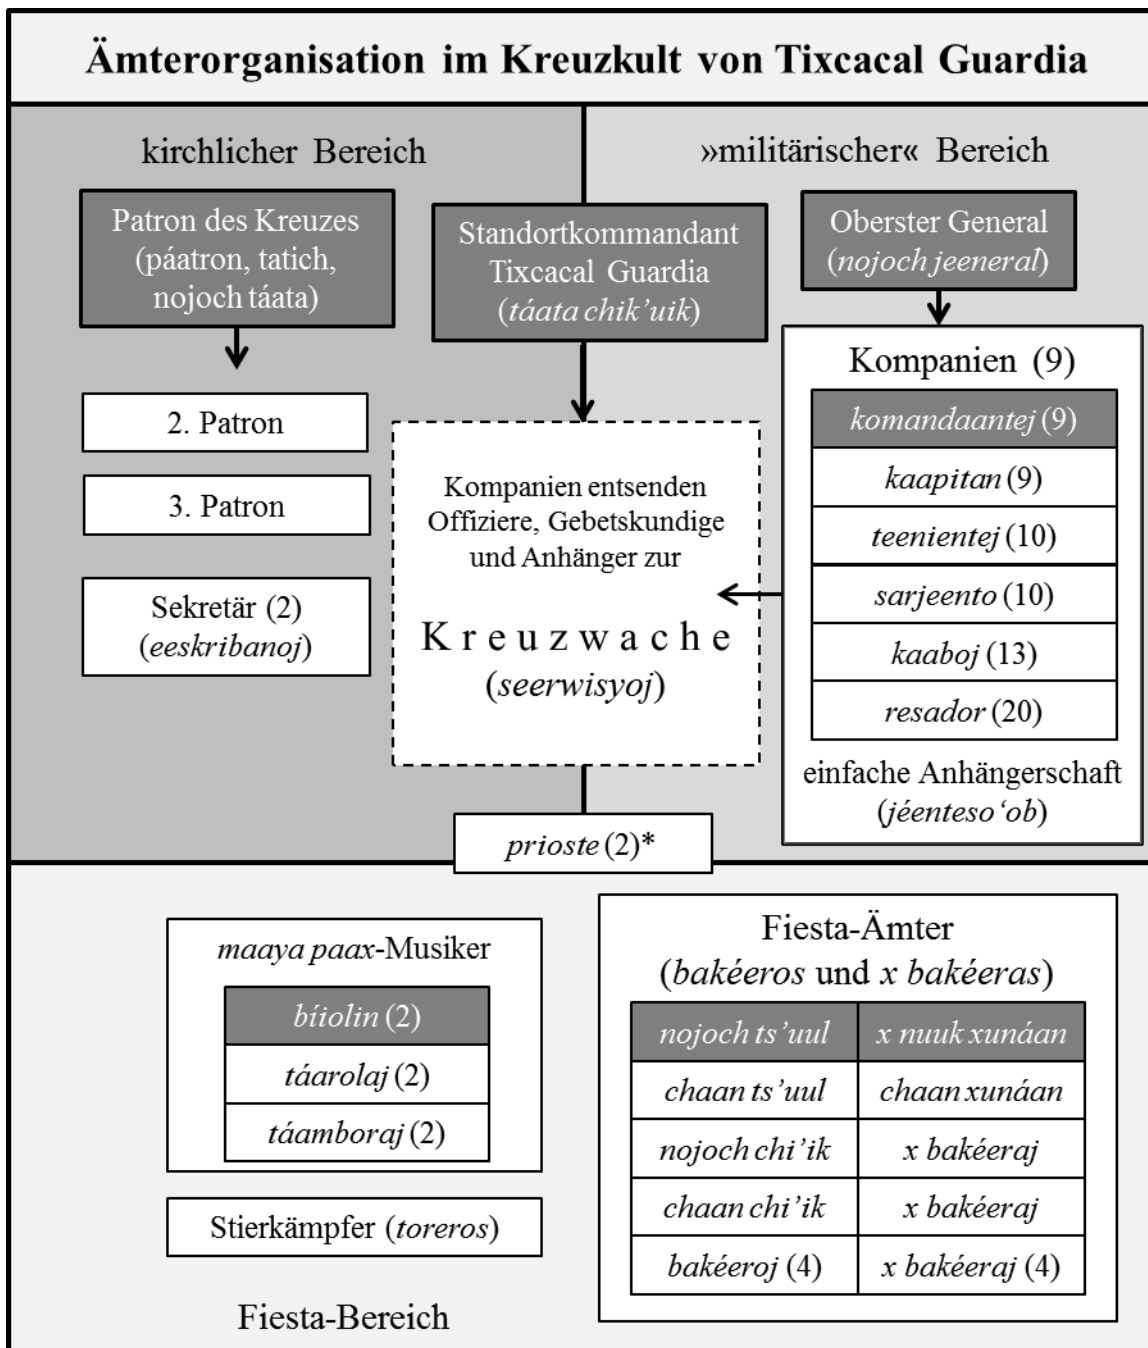 Ämterorganisation im Kreuzkult von Tixcacal Guardia
kirchlicher Bereich
»militärischer« Bereich
Patron des Kreuzes
(páatron, tatich,
nojoch táata)
Standortkommandant
Tixcacal Guardia
(táata chik’uik)
Oberster General
(nojoch jeeneral)
2. Patron
3. Patron
Sekretär (2)
(eeskribanoj)
Kompanien entsenden
Offiziere, Gebetskundige
und Anhänger zur
Kreuzwache
(seerwisyoj)
Kompanien (9)
komandaantej (9)
kaapitan (9)
teenientej (10)
sarjeento (10)
kaaboj (13)
resador (20)
einfache Anhängerschaft
(jéenteso‘ob)
prioste (2)*
maaya paax-Musiker
bíiolin (2)
táarolaj (2)
táamboraj (2)
Stierkämpfer (toreros)
Fiesta-Bereich
Fiesta-Ämter
(bakéeros und x bakéeras)
nojoch ts’uul x nuuk xunáan
chaan ts’uul chaan xunáan
nojoch chi’ik x bakéeraj
chaan chi’ik x bakéeraj
bakéeroj (4) x bakéeraj (4)